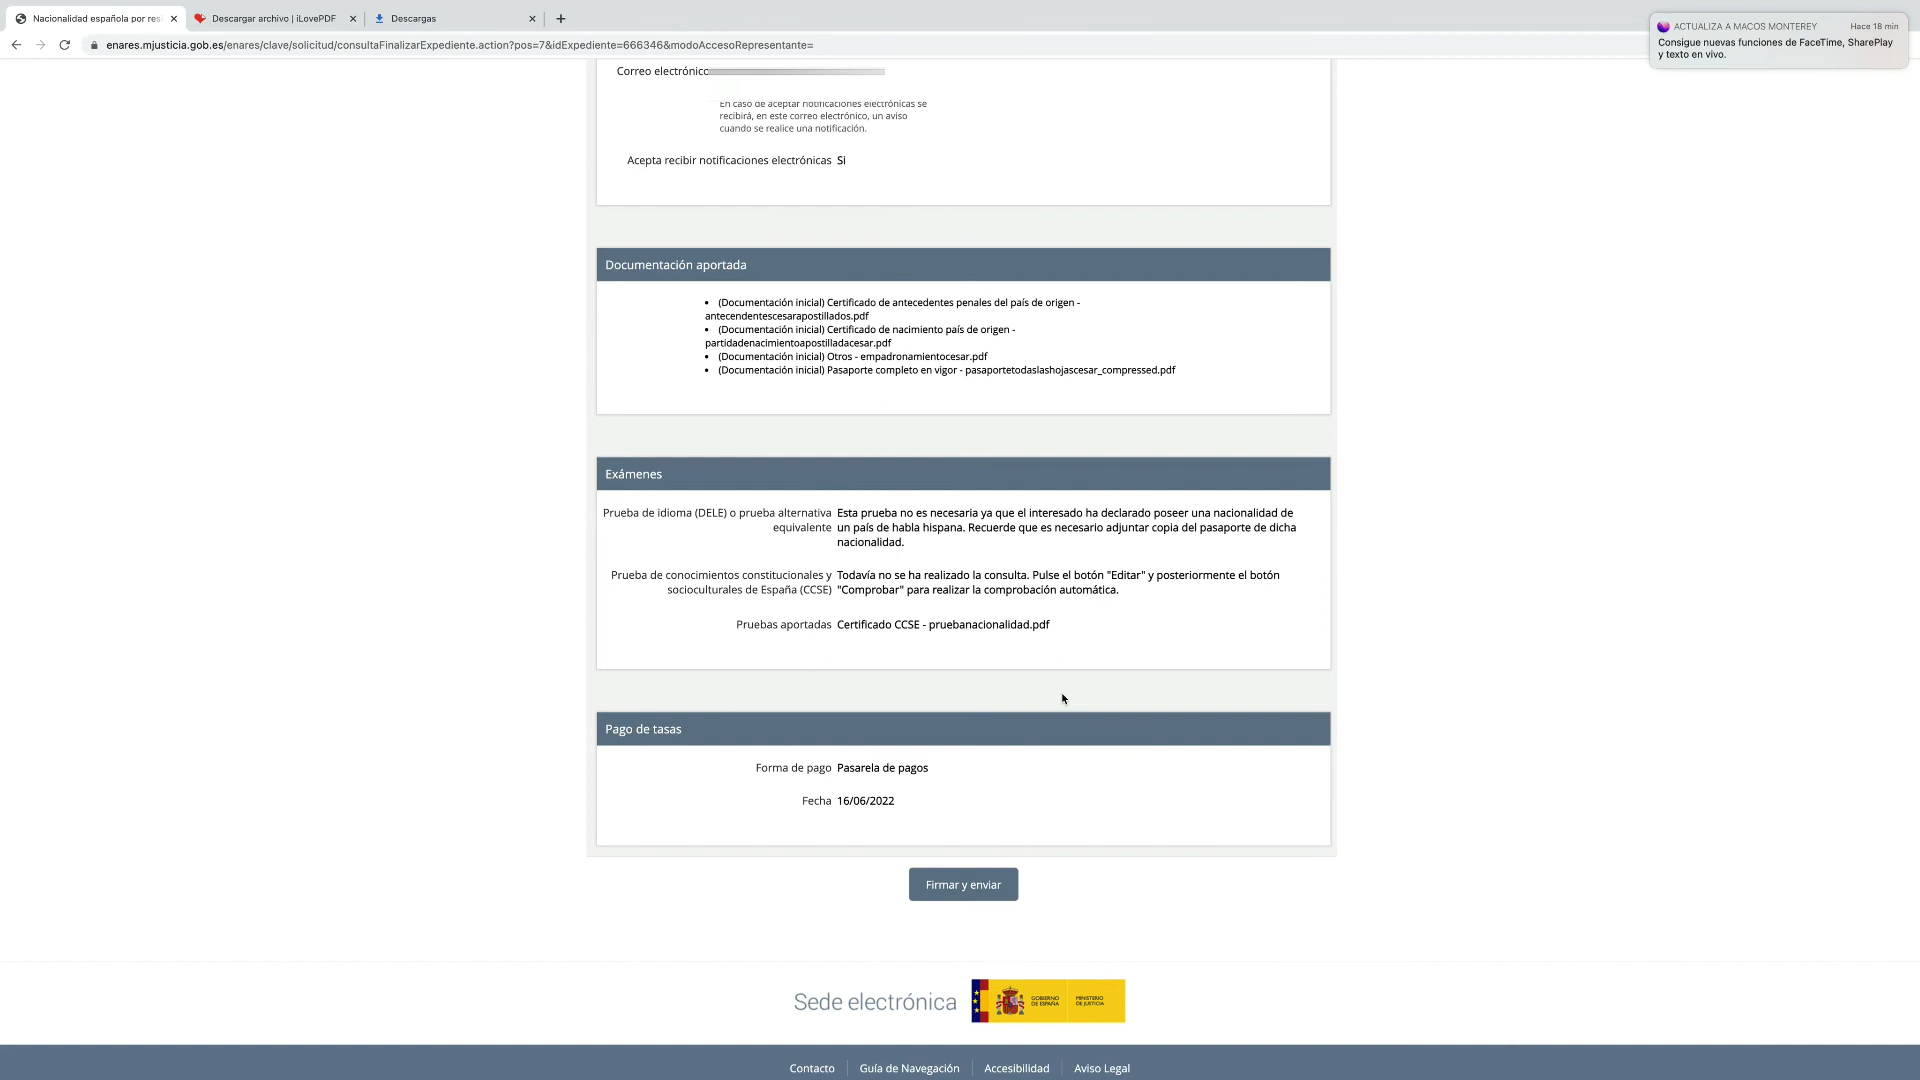 Nacionalidad española por resi
Descargar archivo | iLovePDF
Descargas
enares.mjusticia.gob.es/enares/clave/solicitud/consultaFinalizarExpediente.action?pos=7&idExpediente=666346&modoAccesoRepresentante=
ACTUALIZA A MACOS MONTEREY Hace 18 min
Consigue nuevas funciones de FaceTime, SharePlay
y texto en vivo.
Correo electrónico
En caso de aceptar notificaciones electrónicas se
recibirá, en este correo electrónico, un aviso
cuando se realice una notificación.
Acepta recibir notificaciones electrónicas Si
Documentación aportada
• (Documentación inicial) Certificado de antecedentes penales del país de origen -
antecendentescesarapostillados.pdf
• (Documentación inicial) Certificado de nacimiento país de origen -
partidadenacimientoapostilladacesar.pdf
• (Documentación inicial) Otros - empadronamientocesar.pdf
• (Documentación inicial) Pasaporte completo en vigor - pasaportetodaslashojascesar_compressed.pdf
Exámenes
Prueba de idioma (DELE) o prueba alternativa Esta prueba no es necesaria ya que el interesado ha declarado poseer una nacionalidad de
equivalente un país de habla hispana. Recuerde que es necesario adjuntar copia del pasaporte de dicha
nacionalidad.
Prueba de conocimientos constitucionales y Todavía no se ha realizado la consulta. Pulse el botón "Editar" y posteriormente el botón
socioculturales de España (CCSE) "Comprobar" para realizar la comprobación automática.
Pruebas aportadas Certificado CCSE - pruebanacionalidad.pdf
Pago de tasas
Forma de pago Pasarela de pagos
Fecha 16/06/2022
Firmar y enviar
Sede electrónica
GOBIERNO MINISTERIO
DE ESPAÑA DE JUSTICIA
Contacto Guía de Navegación Accesibilidad Aviso Legal